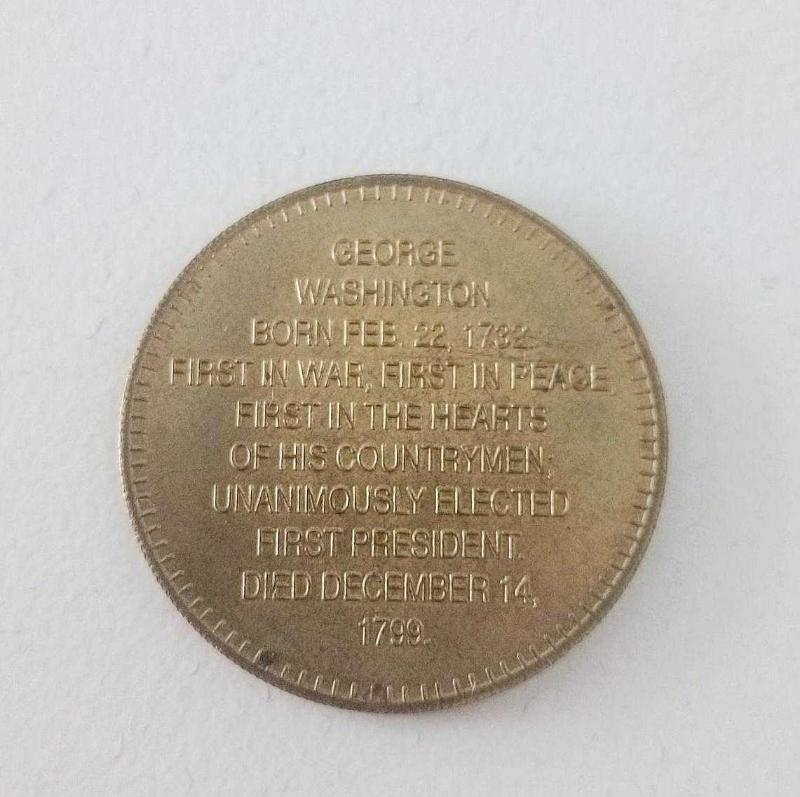 GEORGE
WASHINGTON
BORN FEB. 22, 1732
FIRST IN WAR, FIRST IN PEACE,
FIRST IN THE HEARTS
OF HIS COUNTRYMEN;
UNANIMOUSLY ELECTED
FIRST PRESIDENT.
DIED DECEMBER 14,
1799.